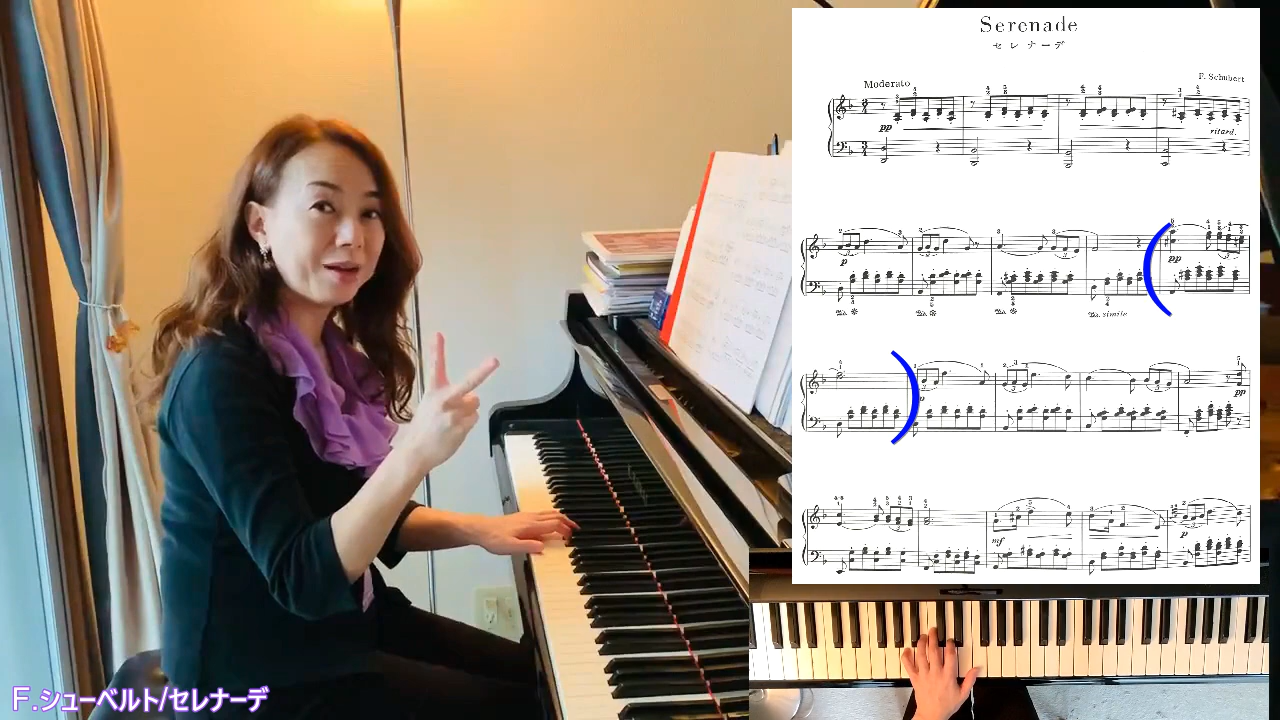 Serenade
セレナーデ
F. Schubert
Moderato
pp
ritard.
p
pp
simile
pp
mf
p
F.シューベルト/セレナーデ